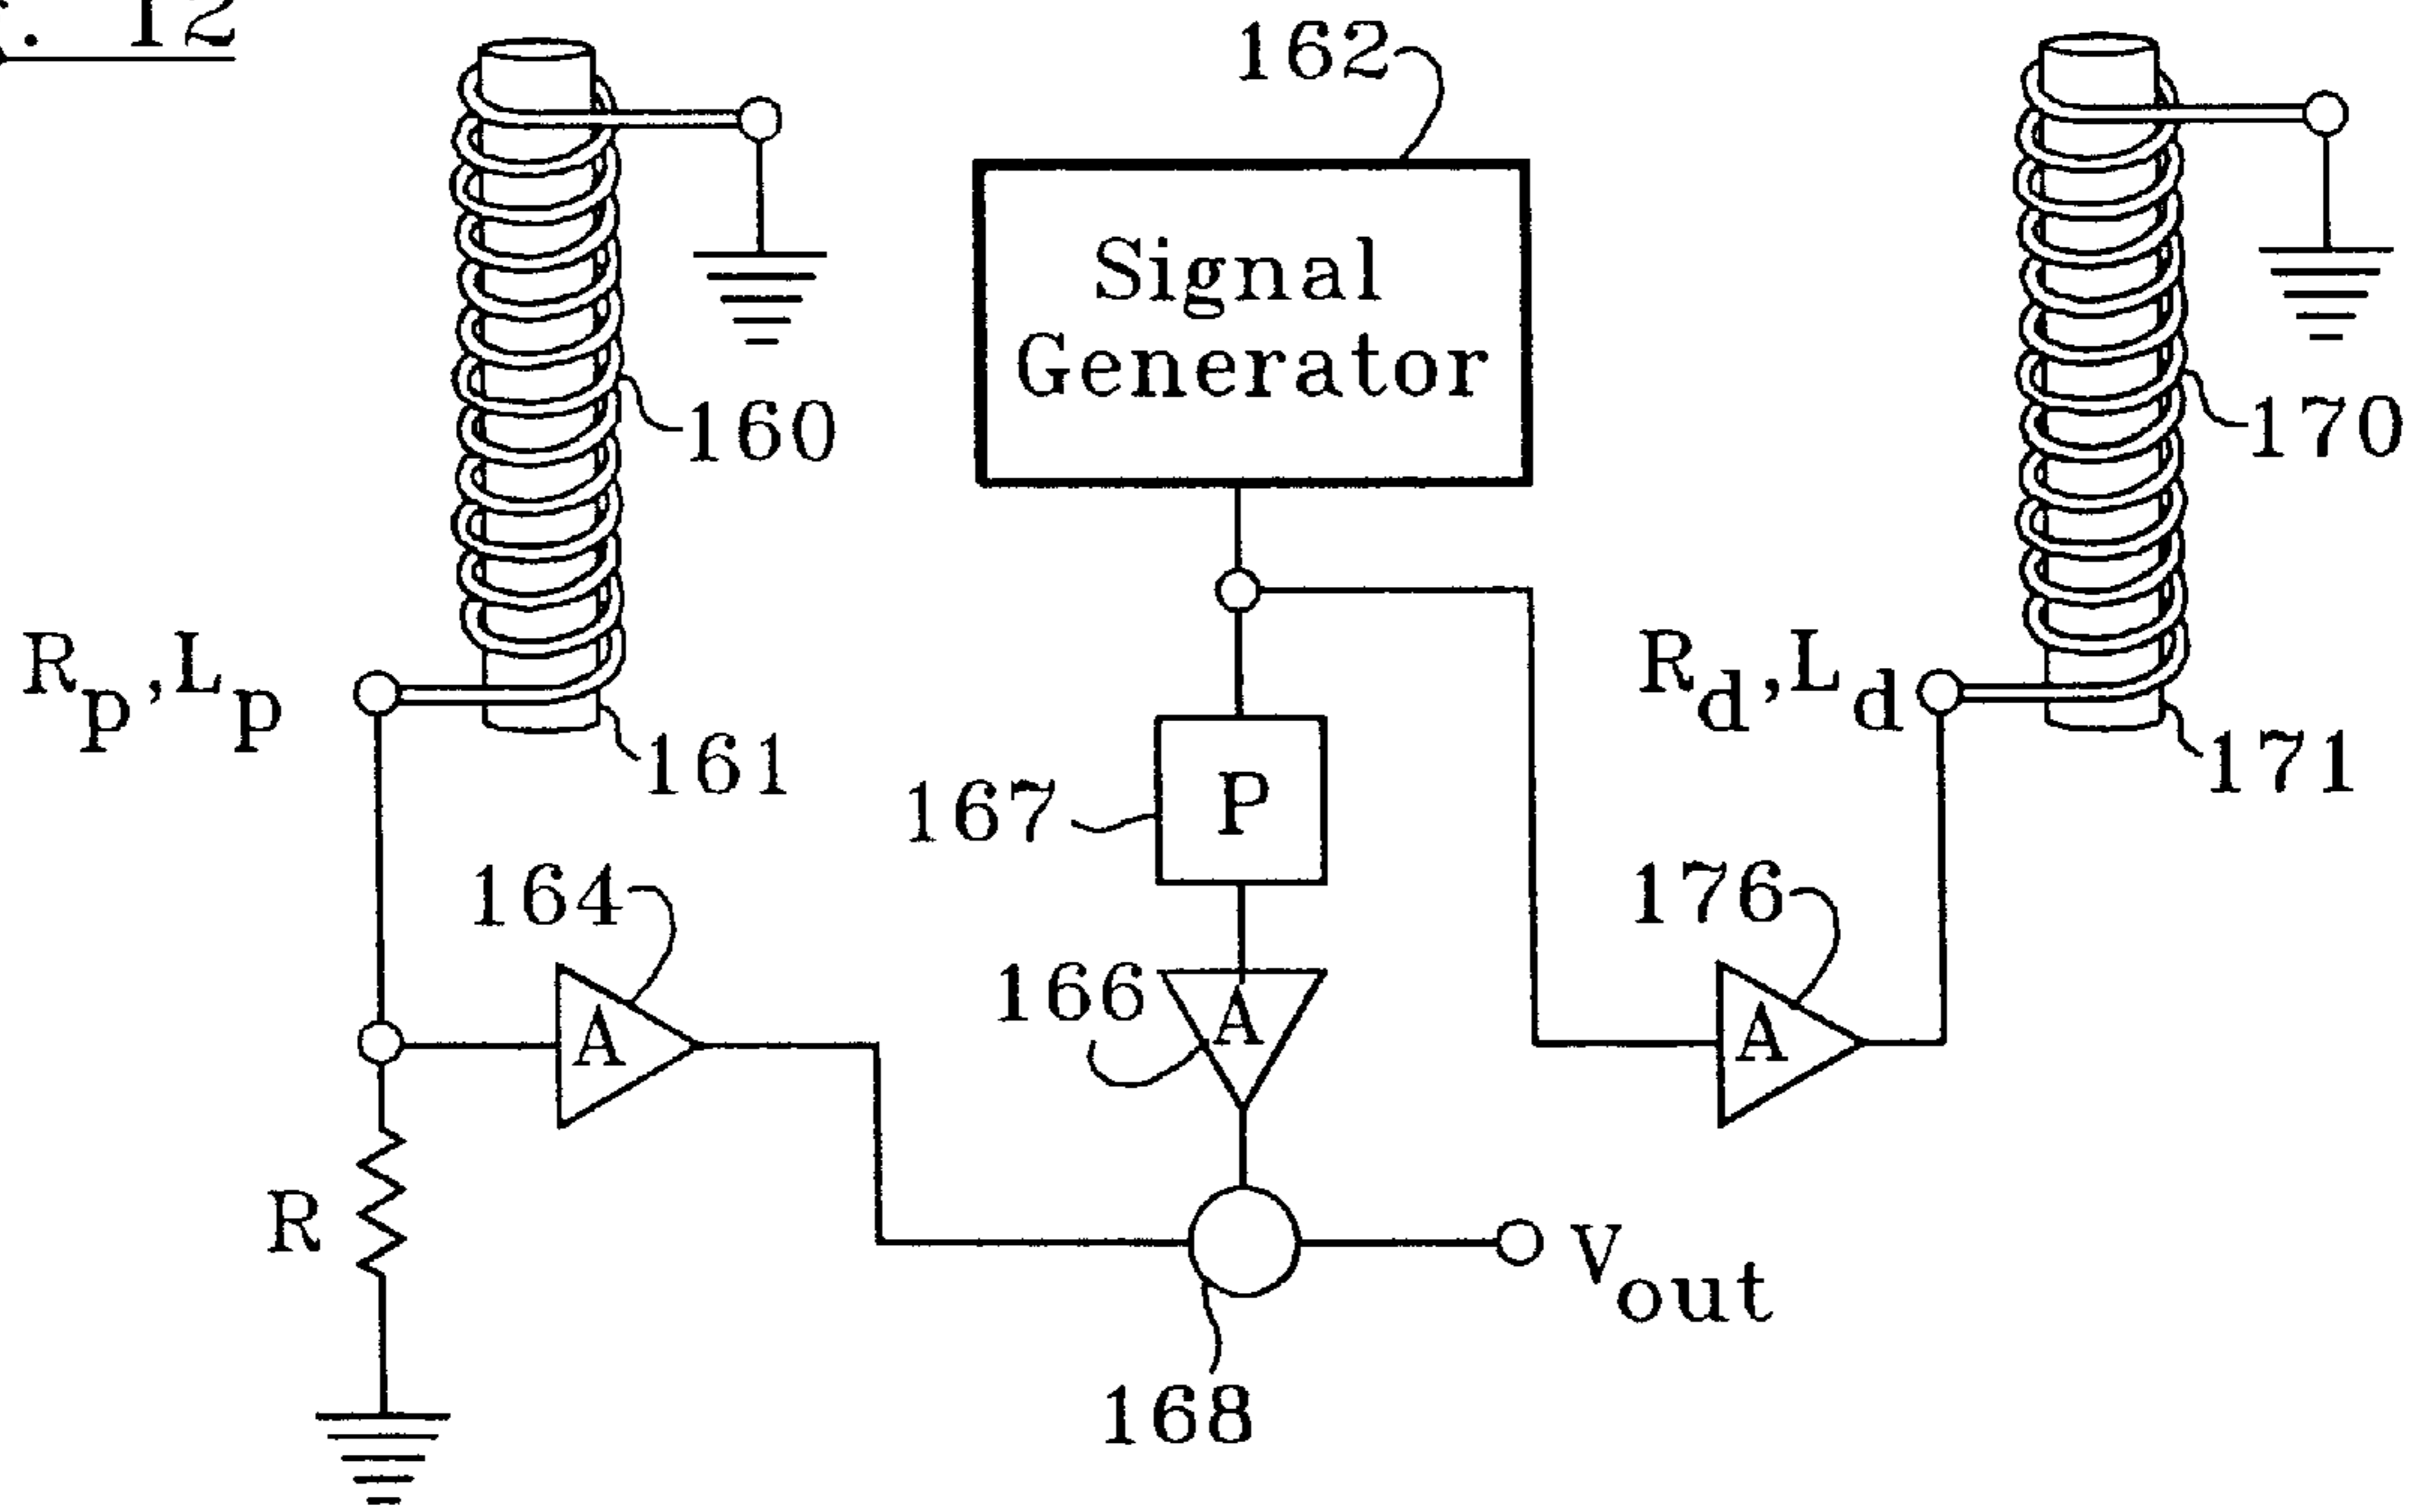 . 12
162
Signal
Generator
160
170
Rp,Lp
Rd,Ld
161
171
167
P
164
A
166
A
176
A
R
Vout
168